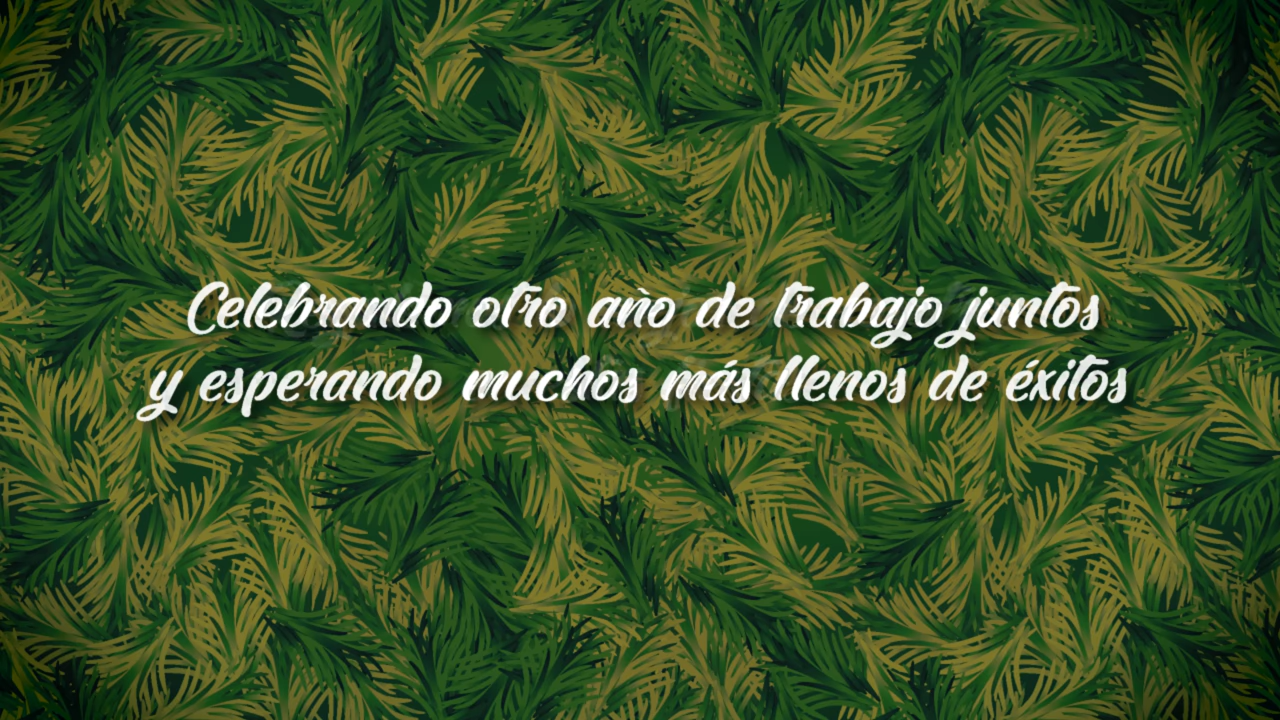 Celebrando otro año de trabajo juntos
y esperando muchos más llenos de éxitos